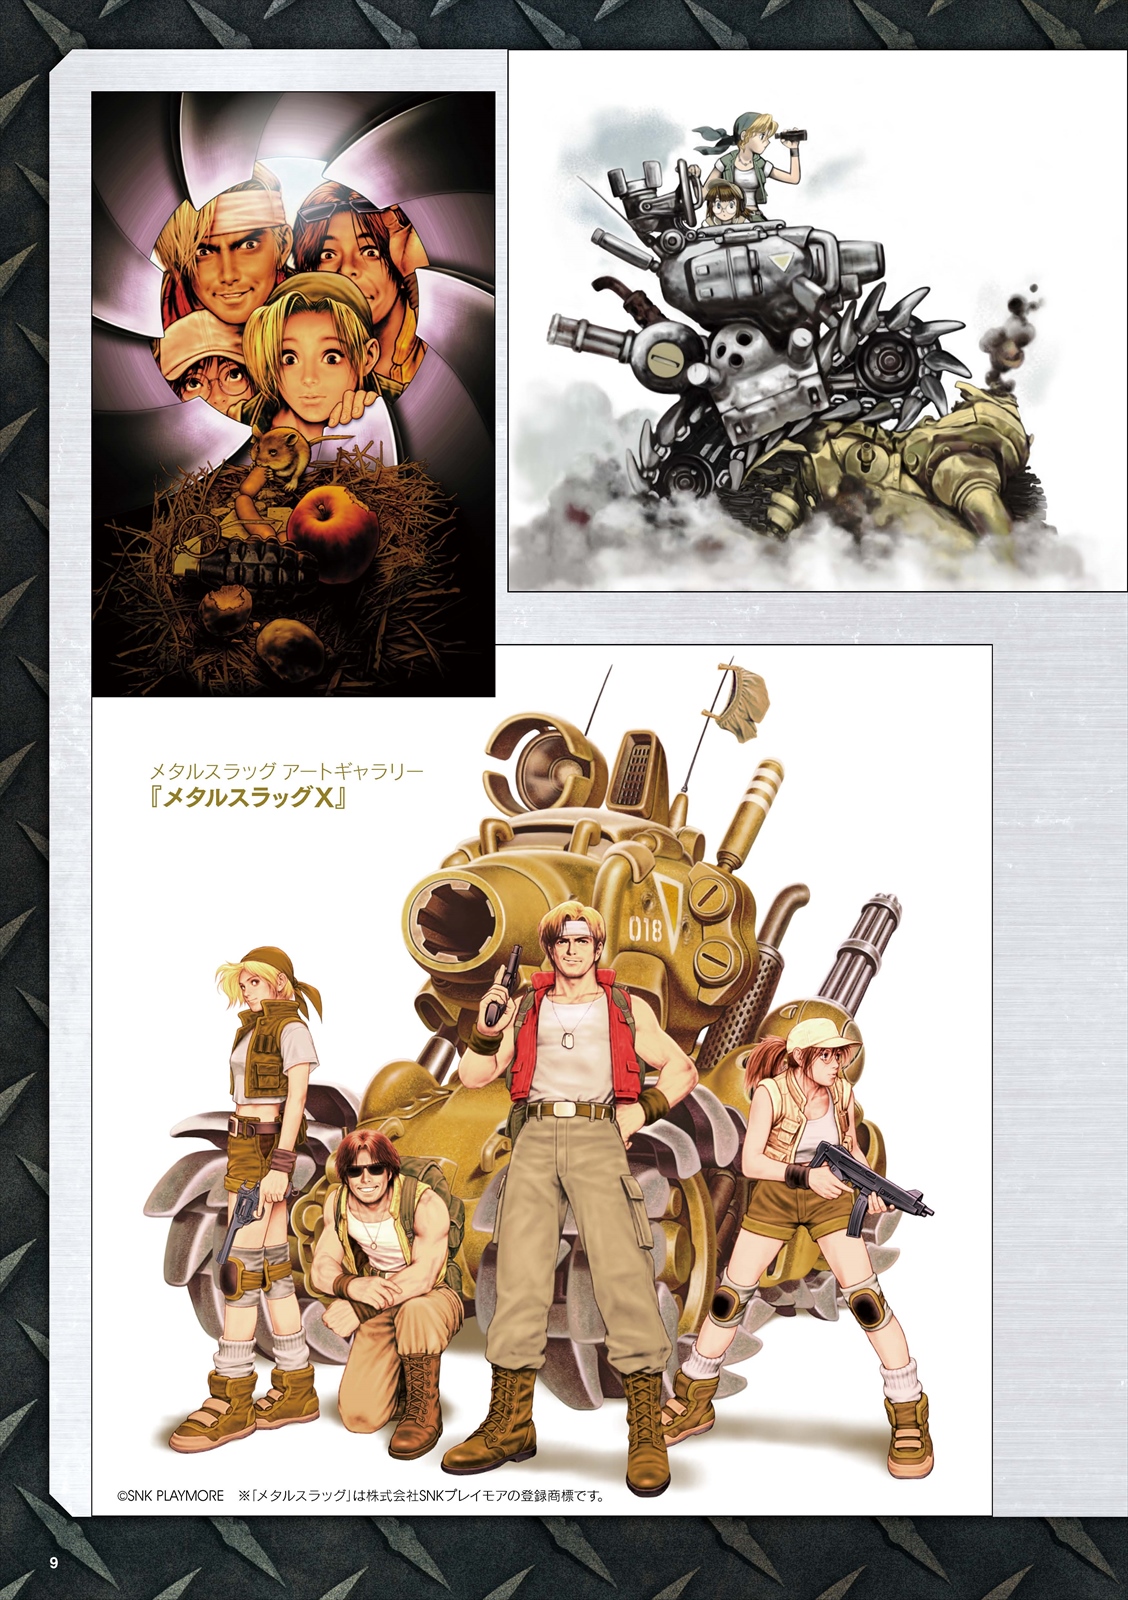 メタルスラッグ アートギャラリー
『メタルスラッグX』
018
©SNK PLAYMORE ※「メタルスラッグ」は株式会社SNKプレイモアの登録商標です。
9